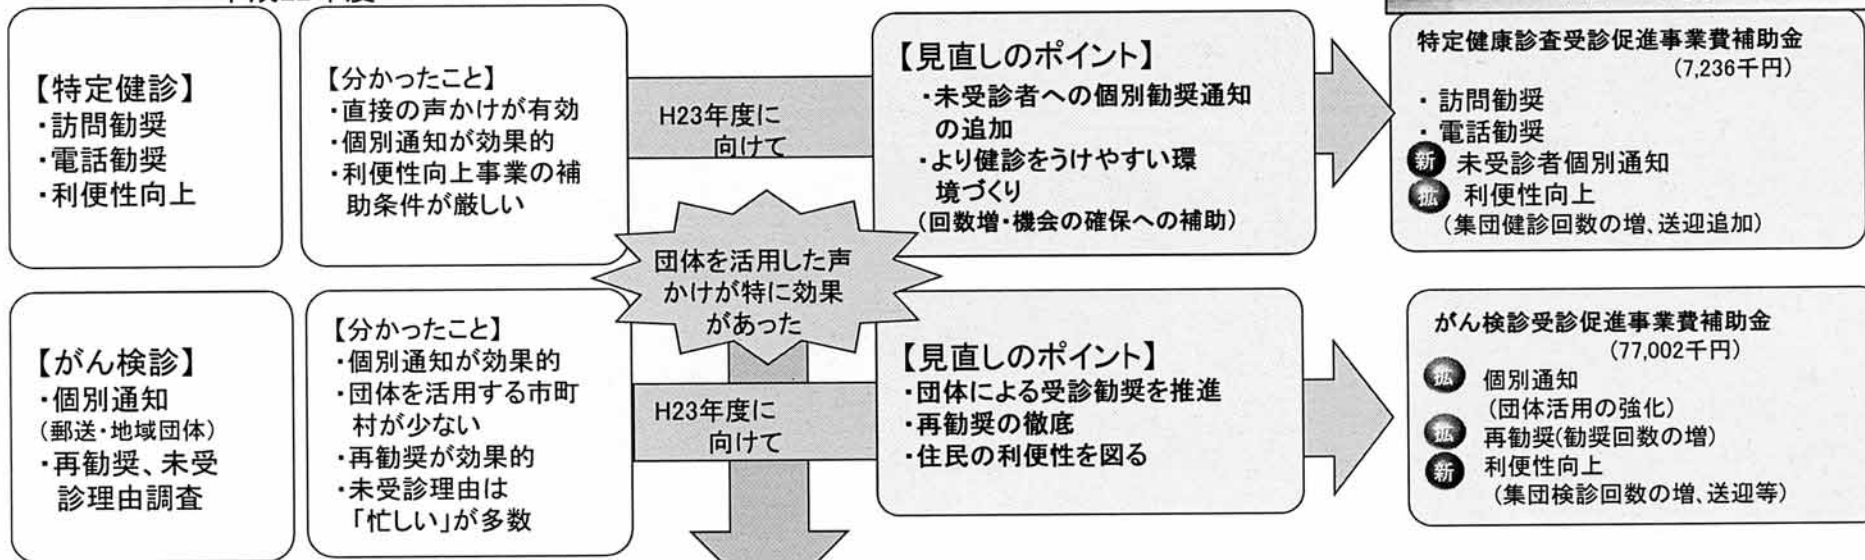 【特定健診】
・訪問勧奨
・電話勧奨
・利便性向上
【分かったこと】
・直接の声かけが有効
・個別通知が効果的
・利便性向上事業の補
助条件が厳しい
H23年度に
向けて
【見直しのポイント】
・未受診者への個別勧奨通知
の追加
・より健診をうけやすい環
境づくり
(回数増・機会の確保への補助)
特定健康診査受診促進事業費補助金
(7,236千円)
・ 訪問勧奨
・ 電話勧奨
新 未受診者個別通知
拡 利便性向上
(集団健診回数の増、送迎追加)
団体を活用した声
かけが特に効果
があった
【がん検診】
・個別通知
(郵送・地域団体)
・再勧奨、未受
診理由調査
【分かったこと】
・個別通知が効果的
・団体を活用する市町
村が少ない
・再勧奨が効果的
・未受診理由は
「忙しい」が多数
H23年度に
向けて
【見直しのポイント】
・団体による受診勧奨を推進
・再勧奨の徹底
・住民の利便性を図る
がん検診受診促進事業費補助金
(77,002千円)
拡 個別通知
(団体活用の強化)
拡 再勧奨(勧奨回数の増)
新 利便性向上
(集団検診回数の増、送迎等)